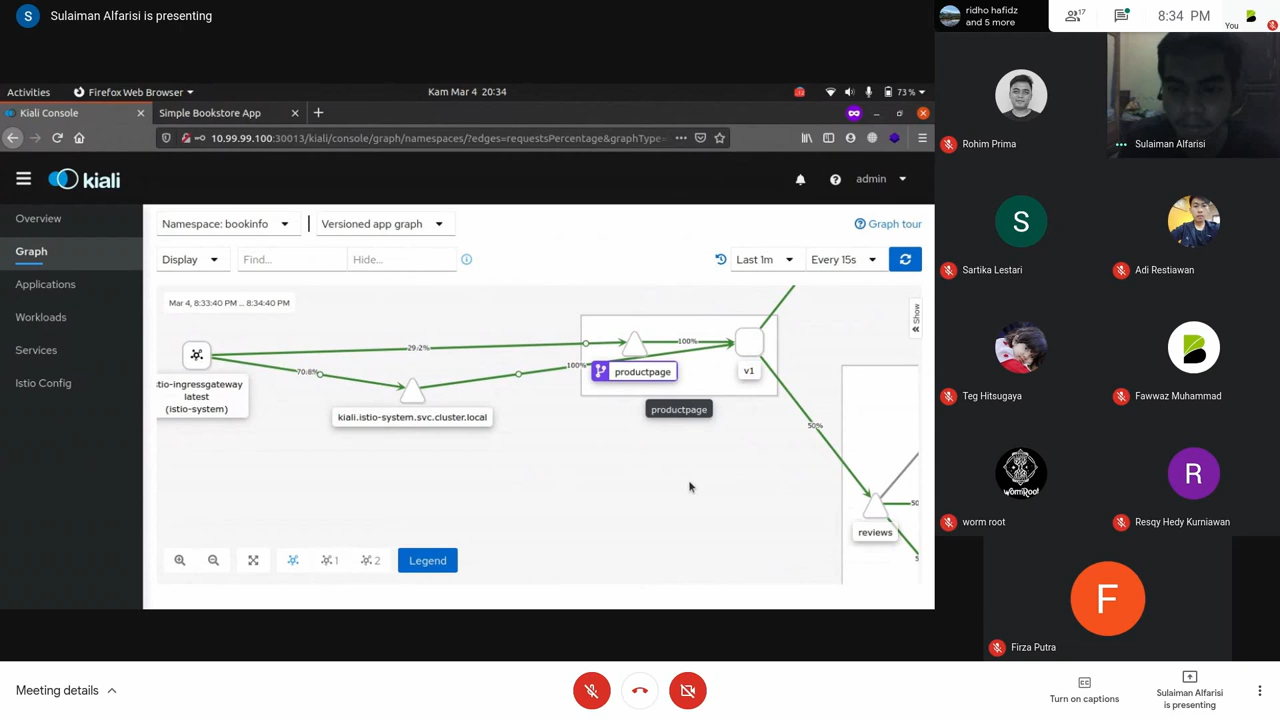 S Sulaiman Alfarisi is presenting
ridho hafidz
and 5 more
17
8:34 PM
You
Activities
Firefox Web Browser
Kam Mar 4 20:34
73 %
Kiali Console
Simple Bookstore App
10.99.99.100:30013/kiali/console/graph/namespaces/?edges=requestsPercentage&graphType=
kiali
admin
Overview
Graph
Applications
Workloads
Services
Istio Config
Namespace: bookinfo
Versioned app graph
Graph tour
Display
Find...
Hide...
Last 1m
Every 15s
Mar 4, 8:33:40 PM ... 8:34:40 PM
Show
29.2%
100%
70.8%
100%
productpage
v1
stio-ingressgateway
latest
(istio-system)
kiali.istio-system.svc.cluster.local
productpage
50%
50
reviews
5
1
2
Legend
Rohim Prima
Sulaiman Alfarisi
S
Sartika Lestari
Adi Restiawan
Teg Hitsugaya
Fawwaz Muhammad
womRoot
worm root
R
Resqy Hedy Kurniawan
F
Firza Putra
Meeting details
Turn on captions
Sulaiman Alfarisi
is presenting